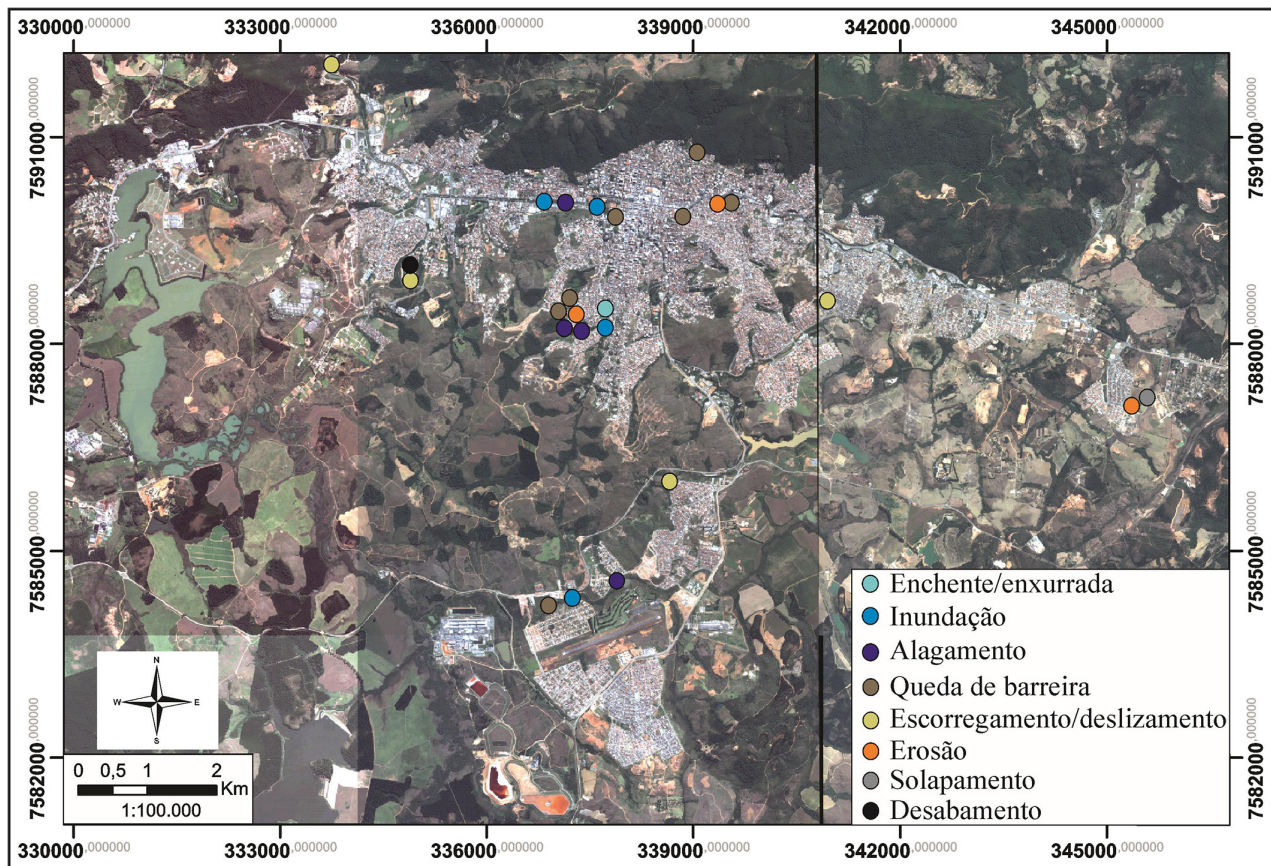 330000,000000 333000,000000 336000,000000 339000,000000 342000,000000 345000,000000
7591000,000000 7591000,000000
7588000,000000 7588000,000000
7585000,000000 7585000,000000
7582000,000000 7582000,000000
Enchente/enxurrada
Inundação
Alagamento
Queda de barreira
Escorregamento/deslizamento
Erosão
Solapamento
Desabamento
N
W E
S
0 0,5 1 2
Km
1:100.000
330000,000000 333000,000000 336000,000000 339000,000000 342000,000000 345000,000000